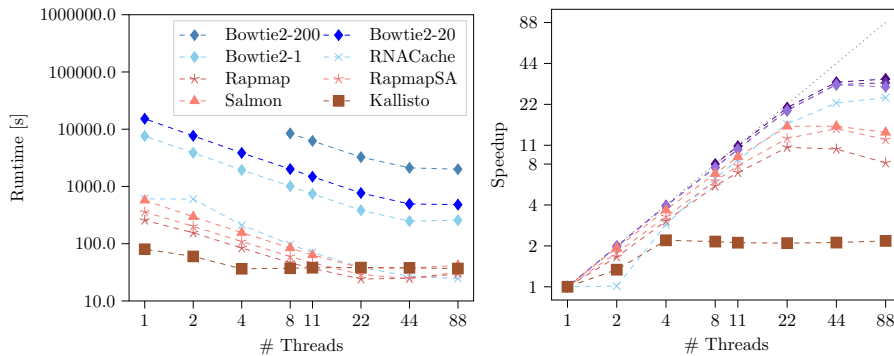 Runtime [s]
1000000.0
100000.0
10000.0
1000.0
100.0
10.0
Bowtie2-200
Bowtie2-20
Bowtie2-1
RNACache
Rapmap
RapmapSA
Salmon
Kallisto
1 2 4 8 11 22 44 88
# Threads
Speedup
88
44
22
11
8
4
2
1
1 2 4 8 11 22 44 88
# Threads